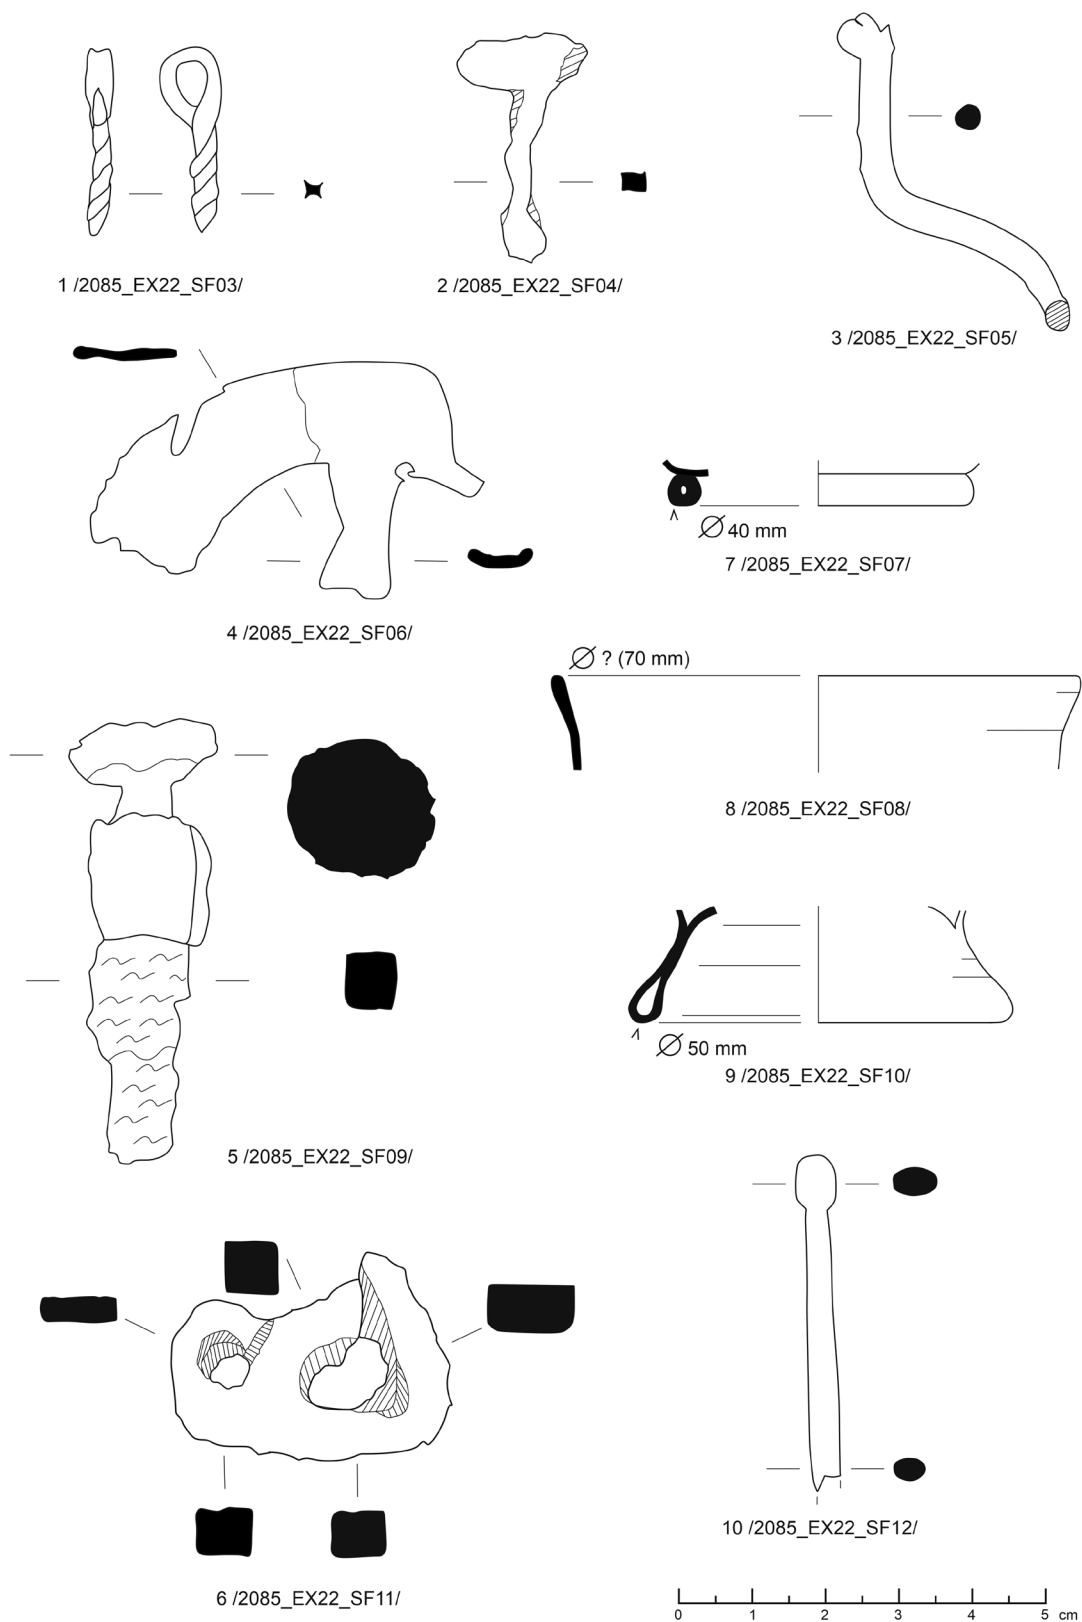 1 /2085_EX22_SF03/
2 /2085_EX22_SF04/
3 /2085_EX22_SF05/
4 /2085_EX22_SF06/
Ø 40 mm
7 /2085_EX22_SF07/
Ø ? (70 mm)
8 /2085_EX22_SF08/
5 /2085_EX22_SF09/
Ø 50 mm
9 /2085_EX22_SF10/
6 /2085_EX22_SF11/
10 /2085_EX22_SF12/
0 1 2 3 4 5 cm